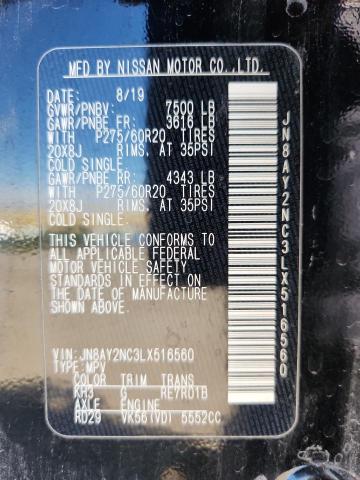 MFD BY NISSAN MOTOR CO.,LTD.
DATE: 8/19
GVWR/PNBV: 7500 LB
GAWR/PNBE FR: 3616 LB
WITH P275/60R20 TIRES
20X8J RIMS, AT 35PSI
COLD SINGLE
GAWR/PNBE RR 4343 LB
WITH P275/60R20 TIRES
20X8J RIMS, AT 35PSI
COLD SINGLE.
THIS VEHICLE CONFORMS TO
ALL APPLICABLE FEDERAL
MOTOR VEHICLE SAFETY
STANDARDS IN EFFECT ON
THE DATE OF MANUFACTURE
SHOWN ABOVE.
VIN:JN8AY2NC3LX516560
TYPE:MPV
COLOR TRIM TRANS
KH3 G RE7R01B
AXLE ENGINE
RD29 VK56(VD) 5552CC
JN8AY2NC3LX516560